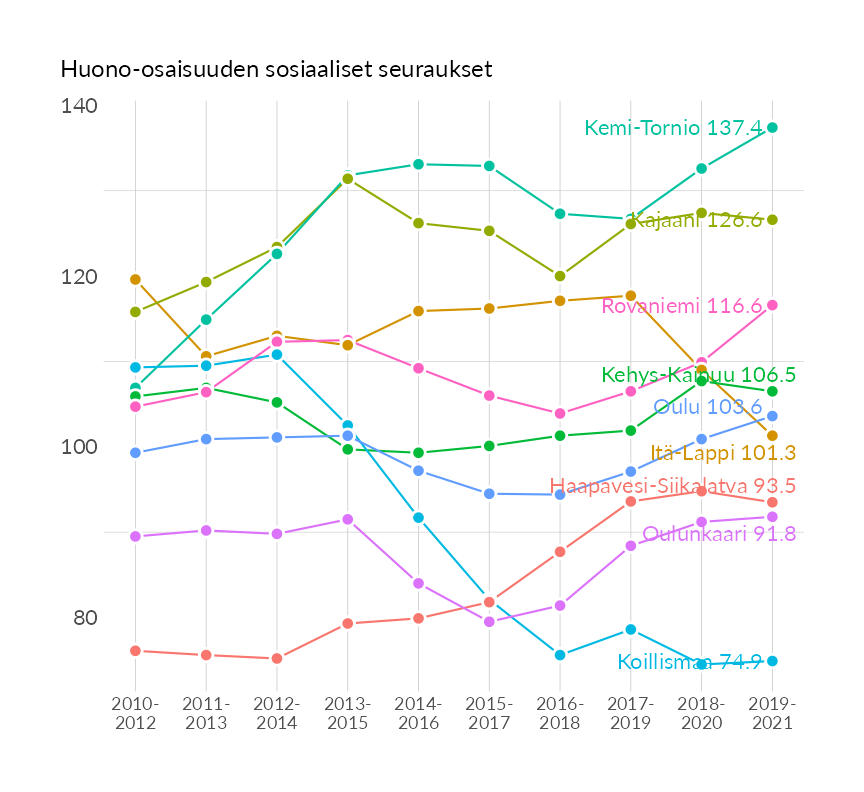 Huono-osaisuuden sosiaaliset seuraukset
140
Kemi-Tornio 137.4
Kajaani 126.6
120
Rovaniemi 116.6
Kehys-Kainuu 106.5
Oulu 103.6
100
Itä-Lappi 101.3
Haapavesi-Siikalatva 93.5
Oulunkaari 91.8
80
Koillismaa 74.9
2010- 2011- 2012- 2013- 2014- 2015- 2016- 2017- 2018- 2019-
2012 2013 2014 2015 2016 2017 2018 2019 2020 2021